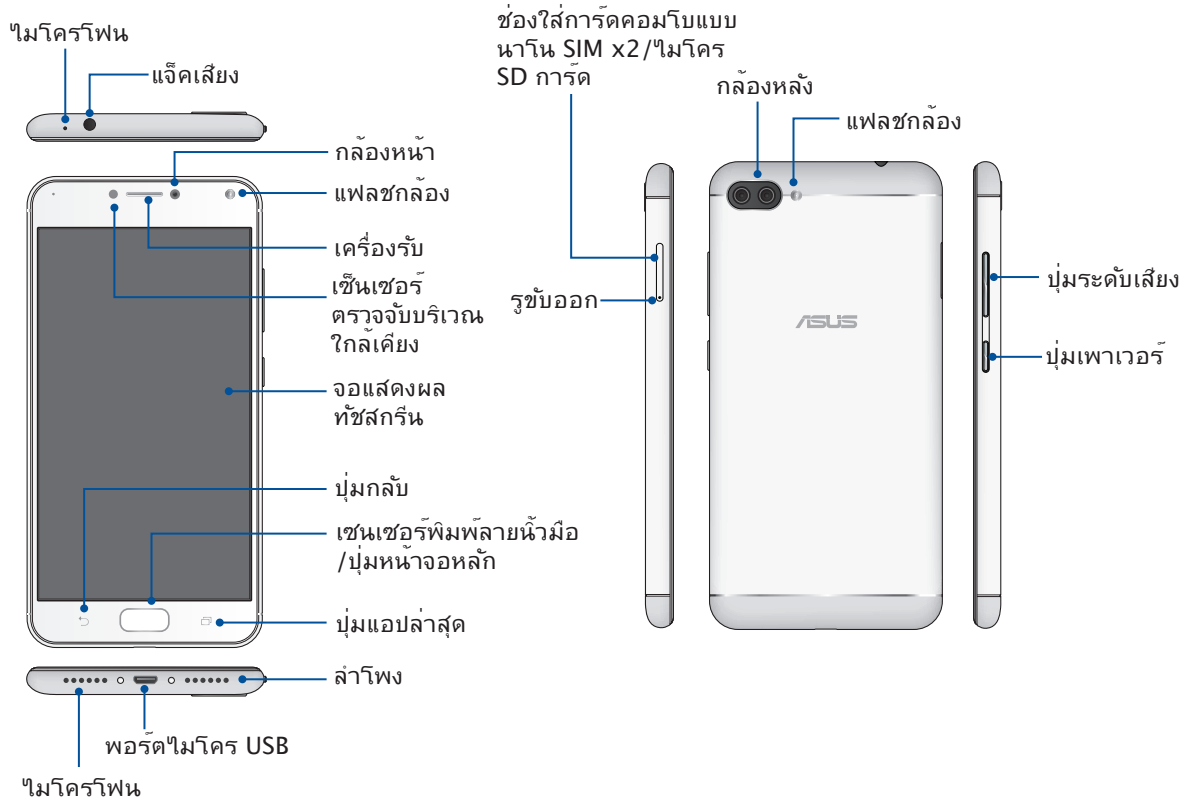 ไมโครโฟน
แจ็คเสียง
กล้องหน้า
แฟลชกล้อง
เครื่องรับ
เซ็นเซอร์
ตรวจจับบริเวณ
ใกล้เคียง
จอแสดงผล
ทัชสกรีน
ปุ่มกลับ
เซนเซอร์พิมพ์ลายนิ้วมือ
/ปุ่มหน้าจอหลัก
ปุ่มแอปล่าสุด
ลำโพง
พอร์ตไมโคร USB
ไมโครโฟน
ช่องใส่การ์ดคอมโบแบบ
นาโน SIM x2/ไมโคร
SD การ์ด
กล้องหลัง
แฟลชกล้อง
รูขับออก
ASUS
ปุ่มระดับเสียง
ปุ่มเพาเวอร์